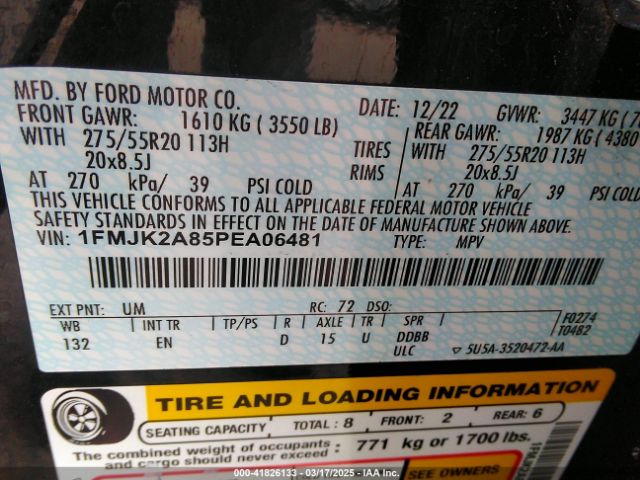 MFD. BY FORD MOTOR CO. DATE: 12/22 GVWR: 3447 KG
FRONT GAWR: 1610 KG ( 3550 LB) REAR GAWR: 1987 KG ( 4380
WITH 275/55R20 113H TIRES WITH 275/55R20 113H
20x8.5J RIMS 20x8.5J
AT 270 kPa/ 39 PSI COLD AT 270 kPa/ 39 PSI COLD
THIS VEHICLE CONFORMS TO ALL APPLICABLE FEDERAL MOTOR VEHICLE
SAFETY STANDARDS IN EFFECT ON THE DATE OF MANUFACTURE SHOWN ABOVE.
VIN: 1FMJK2A85PEA06481 TYPE: MPV
EXT PNT: UM RC: 72 DSO:
WB INT TR TP/PS R AXLE TR SPR F0274
132 EN D 15 U DDBB T0482
ULC ▽ 5U5A-3520472-AA
TIRE AND LOADING INFORMATION
SEATING CAPACITY TOTAL : 8 FRONT: 2 REAR: 6
The combined weight of occupants and cargo should never exceed : 771 kg or 1700 lbs.
SEE OWNERS
000-41826133 - 03/17/2025 - IAA Inc.